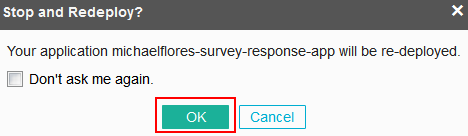 Stop and Redeploy?
Your application michaelflores-survey-response-app will be re-deployed.
Don't ask me again.
OK
Cancel